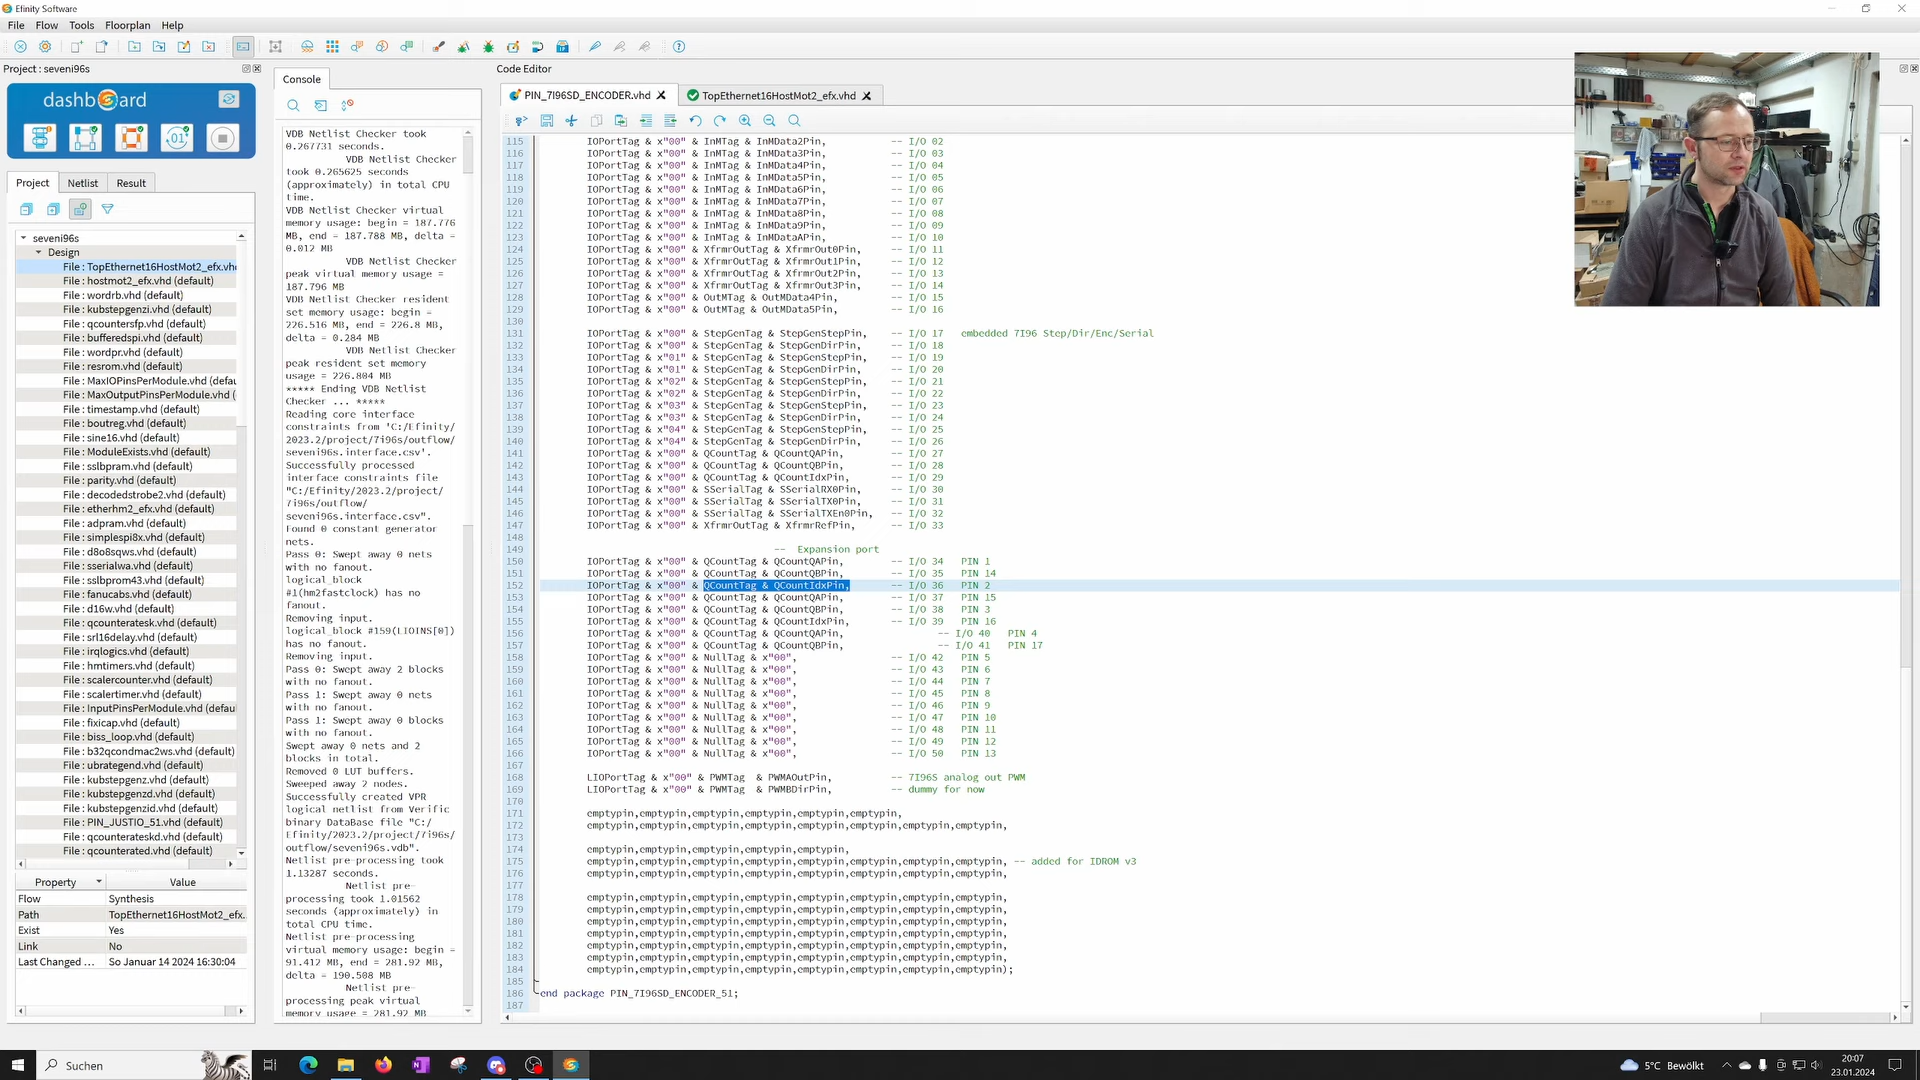 Efinity Software
File Flow Tools Floorplan Help
Project : seveni96s
dashboard
Project Netlist Result
seveni96s
Design
File : TopEthernet16HostMot2_efx.vhd
File : hostmot2_efx.vhd (default)
File : wordrb.vhd (default)
File : kubstepgenzi.vhd (default)
File : qcountersfp.vhd (default)
File : bufferedspi.vhd (default)
File : wordpr.vhd (default)
File : resrom.vhd (default)
File : MaxIOPinsPerModule.vhd (defau
File : MaxOutputPinsPerModule.vhd (
File : timestamp.vhd (default)
File : boutreg.vhd (default)
File : sine16.vhd (default)
File : ModuleExists.vhd (default)
File : sslbpram.vhd (default)
File : parity.vhd (default)
File : decodedstrobe2.vhd (default)
File : etherhm2_efx.vhd (default)
File : adpram.vhd (default)
File : simplespi8x.vhd (default)
File : d8o8sqws.vhd (default)
File : sserialwa.vhd (default)
File : sslbprom43.vhd (default)
File : fanucabs.vhd (default)
File : d16w.vhd (default)
File : qcounteratesk.vhd (default)
File : srl16delay.vhd (default)
File : irqlogics.vhd (default)
File : hmtimers.vhd (default)
File : scalercounter.vhd (default)
File : scalertimer.vhd (default)
File : InputPinsPerModule.vhd (defau
File : fixicap.vhd (default)
File : biss_loop.vhd (default)
File : b32qcondmac2ws.vhd (default)
File : ubrategend.vhd (default)
File : kubstepgenz.vhd (default)
File : kubstepgenzd.vhd (default)
File : kubstepgenzid.vhd (default)
File : PIN_JUSTIO_51.vhd (default)
File : qcounterateskd.vhd (default)
File : qcounterated.vhd (default)
Property Value
Flow Synthesis
Path TopEthernet16HostMot2_efx.
Exist Yes
Link No
Last Changed ... So Januar 14 2024 16:30:04
Console
VDB Netlist Checker took
0.267731 seconds.
VDB Netlist Checker
took 0.265625 seconds
(approximately) in total CPU
time.
VDB Netlist Checker virtual
memory usage: begin = 187.776
MB, end = 187.788 MB, delta =
0.012 MB
VDB Netlist Checker
peak virtual memory usage =
187.796 MB
VDB Netlist Checker resident
set memory usage: begin =
226.516 MB, end = 226.8 MB,
delta = 0.284 MB
VDB Netlist Checker
peak resident set memory
usage = 226.804 MB
***** Ending VDB Netlist
Checker ... *****
Reading core interface
constraints from 'C:/Efinity/
2023.2/project/7i96s/outflow/
seveni96s.interface.csv'.
Successfully processed
interface constraints file
"C:/Efinity/2023.2/project/
7i96s/outflow/
seveni96s.interface.csv".
Found 0 constant generator
nets.
Pass 0: Swept away 0 nets
with no fanout.
logical_block
#1(hm2fastclock) has no
fanout.
Removing input.
logical_block #159(LIOINS[0])
has no fanout.
Removing input.
Pass 0: Swept away 2 blocks
with no fanout.
Pass 1: Swept away 0 nets
with no fanout.
Pass 1: Swept away 0 blocks
with no fanout.
Swept away 0 nets and 2
blocks in total.
Removed 0 LUT buffers.
Sweeped away 2 nodes.
Successfully created VPR
logical netlist from Verific
binary DataBase file "C:/
Efinity/2023.2/project/7i96s/
outflow/seveni96s.vdb".
Netlist pre-processing took
1.13287 seconds.
Netlist pre-
processing took 1.01562
seconds (approximately) in
total CPU time.
Netlist pre-processing
virtual memory usage: begin =
91.412 MB, end = 281.92 MB,
delta = 190.508 MB
Netlist pre-
processing peak virtual
memory usage = 281.92 MB
Code Editor
PIN_7I96SD_ENCODER.vhd TopEthernet16HostMot2_efx.vhd
115 IOPortTag & x"00" & InMTag & InMData2Pin, -- I/O 02
116 IOPortTag & x"00" & InMTag & InMData3Pin, -- I/O 03
117 IOPortTag & x"00" & InMTag & InMData4Pin, -- I/O 04
118 IOPortTag & x"00" & InMTag & InMData5Pin, -- I/O 05
119 IOPortTag & x"00" & InMTag & InMData6Pin, -- I/O 06
120 IOPortTag & x"00" & InMTag & InMData7Pin, -- I/O 07
121 IOPortTag & x"00" & InMTag & InMData8Pin, -- I/O 08
122 IOPortTag & x"00" & InMTag & InMData9Pin, -- I/O 09
123 IOPortTag & x"00" & InMTag & InMDataAPin, -- I/O 10
124 IOPortTag & x"00" & XfrmrOutTag & XfrmrOut0Pin, -- I/O 11
125 IOPortTag & x"00" & XfrmrOutTag & XfrmrOut1Pin, -- I/O 12
126 IOPortTag & x"00" & XfrmrOutTag & XfrmrOut2Pin, -- I/O 13
127 IOPortTag & x"00" & XfrmrOutTag & XfrmrOut3Pin, -- I/O 14
128 IOPortTag & x"00" & OutMTag & OutMData4Pin, -- I/O 15
129 IOPortTag & x"00" & OutMTag & OutMData5Pin, -- I/O 16
130
131 IOPortTag & x"00" & StepGenTag & StepGenStepPin, -- I/O 17 embedded 7I96 Step/Dir/Enc/Serial
132 IOPortTag & x"00" & StepGenTag & StepGenDirPin, -- I/O 18
133 IOPortTag & x"01" & StepGenTag & StepGenStepPin, -- I/O 19
134 IOPortTag & x"01" & StepGenTag & StepGenDirPin, -- I/O 20
135 IOPortTag & x"02" & StepGenTag & StepGenStepPin, -- I/O 21
136 IOPortTag & x"02" & StepGenTag & StepGenDirPin, -- I/O 22
137 IOPortTag & x"03" & StepGenTag & StepGenStepPin, -- I/O 23
138 IOPortTag & x"03" & StepGenTag & StepGenDirPin, -- I/O 24
139 IOPortTag & x"04" & StepGenTag & StepGenStepPin, -- I/O 25
140 IOPortTag & x"04" & StepGenTag & StepGenDirPin, -- I/O 26
141 IOPortTag & x"00" & QCountTag & QCountQAPin, -- I/O 27
142 IOPortTag & x"00" & QCountTag & QCountQBPin, -- I/O 28
143 IOPortTag & x"00" & QCountTag & QCountIdxPin, -- I/O 29
144 IOPortTag & x"00" & SSerialTag & SSerialRX0Pin, -- I/O 30
145 IOPortTag & x"00" & SSerialTag & SSerialTX0Pin, -- I/O 31
146 IOPortTag & x"00" & SSerialTag & SSerialTXEn0Pin, -- I/O 32
147 IOPortTag & x"00" & XfrmrOutTag & XfrmrRefPin, -- I/O 33
148
149 -- Expansion port
150 IOPortTag & x"00" & QCountTag & QCountQAPin, -- I/O 34 PIN 1
151 IOPortTag & x"00" & QCountTag & QCountQBPin, -- I/O 35 PIN 14
152 IOPortTag & x"00" & QCountTag & QCountIdxPin, -- I/O 36 PIN 2
153 IOPortTag & x"00" & QCountTag & QCountQAPin, -- I/O 37 PIN 15
154 IOPortTag & x"00" & QCountTag & QCountQBPin, -- I/O 38 PIN 3
155 IOPortTag & x"00" & QCountTag & QCountIdxPin, -- I/O 39 PIN 16
156 IOPortTag & x"00" & QCountTag & QCountQAPin, -- I/O 40 PIN 4
157 IOPortTag & x"00" & QCountTag & QCountQBPin, -- I/O 41 PIN 17
158 IOPortTag & x"00" & NullTag & x"00", -- I/O 42 PIN 5
159 IOPortTag & x"00" & NullTag & x"00", -- I/O 43 PIN 6
160 IOPortTag & x"00" & NullTag & x"00", -- I/O 44 PIN 7
161 IOPortTag & x"00" & NullTag & x"00", -- I/O 45 PIN 8
162 IOPortTag & x"00" & NullTag & x"00", -- I/O 46 PIN 9
163 IOPortTag & x"00" & NullTag & x"00", -- I/O 47 PIN 10
164 IOPortTag & x"00" & NullTag & x"00", -- I/O 48 PIN 11
165 IOPortTag & x"00" & NullTag & x"00", -- I/O 49 PIN 12
166 IOPortTag & x"00" & NullTag & x"00", -- I/O 50 PIN 13
167
168 LIOPortTag & x"00" & PWMTag & PWMAOutPin, -- 7I96S analog out PWM
169 LIOPortTag & x"00" & PWMTag & PWMBDirPin, -- dummy for now
170
171 emptypin,emptypin,emptypin,emptypin,emptypin,emptypin,
172 emptypin,emptypin,emptypin,emptypin,emptypin,emptypin,emptypin,emptypin,
173
174 emptypin,emptypin,emptypin,emptypin,emptypin,
175 emptypin,emptypin,emptypin,emptypin,emptypin,emptypin,emptypin,emptypin, -- added for IDROM v3
176 emptypin,emptypin,emptypin,emptypin,emptypin,emptypin,emptypin,emptypin,
177
178 emptypin,emptypin,emptypin,emptypin,emptypin,emptypin,emptypin,emptypin,
179 emptypin,emptypin,emptypin,emptypin,emptypin,emptypin,emptypin,emptypin,
180 emptypin,emptypin,emptypin,emptypin,emptypin,emptypin,emptypin,emptypin,
181 emptypin,emptypin,emptypin,emptypin,emptypin,emptypin,emptypin,emptypin,
182 emptypin,emptypin,emptypin,emptypin,emptypin,emptypin,emptypin,emptypin,
183 emptypin,emptypin,emptypin,emptypin,emptypin,emptypin,emptypin,emptypin,
184 emptypin,emptypin,emptypin,emptypin,emptypin,emptypin,emptypin,emptypin);
185
186 end package PIN_7I96SD_ENCODER_51;
187
Suchen
5°C Bewölkt
20:07
23.01.2024